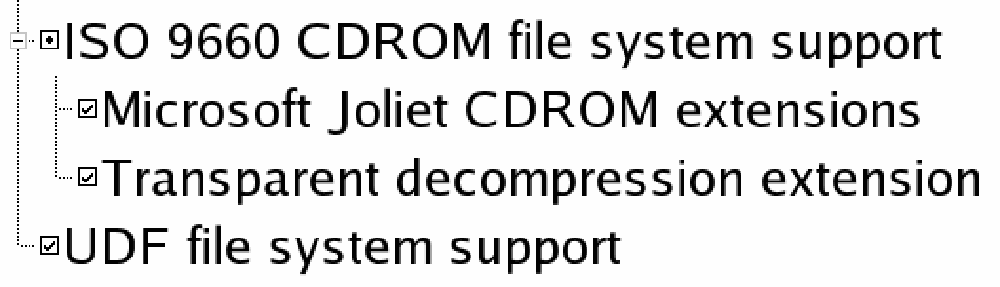 ISO 9660 CDROM file system support
Microsoft Joliet CDROM extensions
Transparent decompression extension
UDF file system support